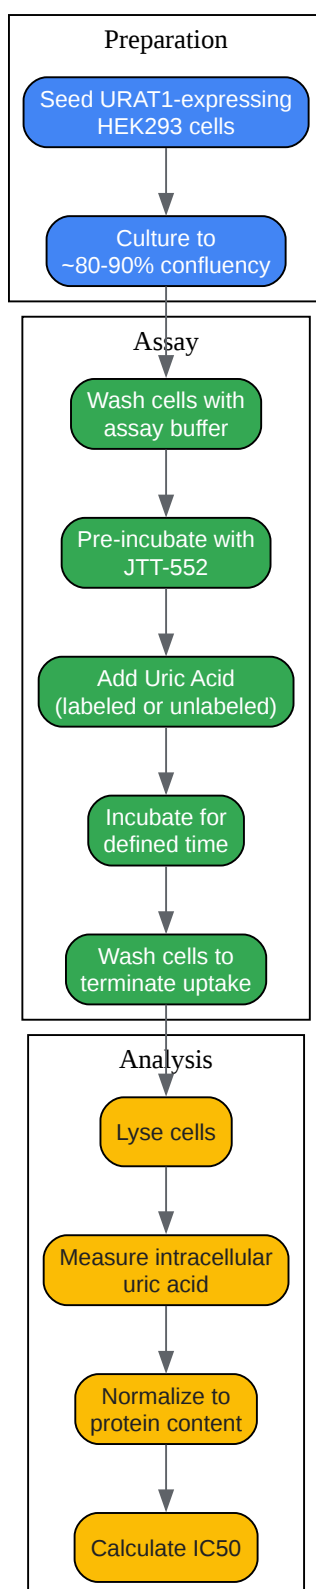 Preparation
Seed URAT1-expressing
HEK293 cells
Culture to
~80-90% confluency
Assay
Wash cells with
assay buffer
Pre-incubate with
JTT-552
Add Uric Acid
(labeled or unlabeled)
Incubate for
defined time
Wash cells to
terminate uptake
Analysis
Lyse cells
Measure intracellular
uric acid
Normalize to
protein content
Calculate IC50